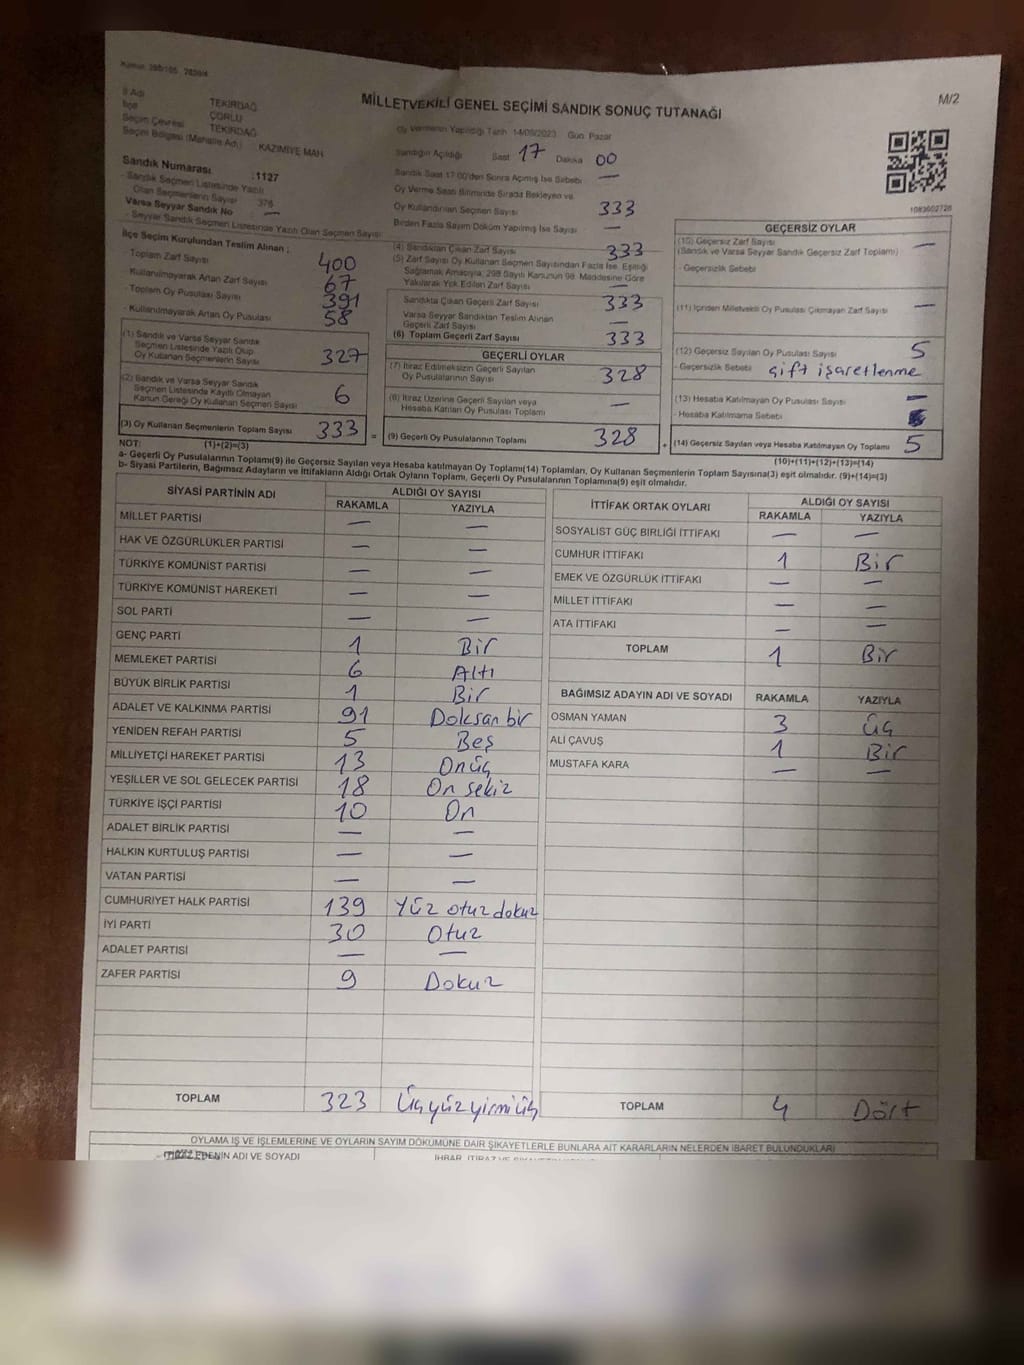 M/2
MİLLETVEKİLİ GENEL SEÇİMİ SANDIK SONUÇ TUTANAĞI
İl Adı TEKİRDAĞ
İlçe ÇORLU
Seçim Çevresi TEKİRDAĞ
Seçim Bölgesi (Mahalle Adı) KAZIMİYE MAH.
Sandık Numarası :1127
Sandık Seçmen Listesinde Yazılı
Olan Seçmenlerin Sayısı 376
Varsa Seyyar Sandık No —
- Seyyar Sandık Seçmen Listesinde Yazılı Olan Seçmen Sayısı
İlçe Seçim Kurulundan Teslim Alınan ;
- Toplam Zarf Sayısı 400
- Kullanılmayarak Artan Zarf Sayısı 67
- Toplam Oy Pusulası Sayısı 391
- Kullanılmayarak Artan Oy Pusulası 58
(1) Sandık ve Varsa Seyyar Sandık
Seçmen Listesinde Yazılı Olup
Oy Kullanan Seçmenlerin Sayısı 327
(2) Sandık ve Varsa Seyyar Sandık
Seçmen Listesinde Kayıtlı Olmayan
Kanun Gereği Oy Kullanan Seçmen Sayısı 6
(3) Oy Kullanan Seçmenlerin Toplam Sayısı 333
Oy Vermenin Yapıldığı Tarih 14/05/2023 Gün Pazar
Sandığın Açıldığı Saat 17 Dakika 00
Sandık Saat 17:00'den Sonra Açılmış İse Sebebi —
Oy Verme Saati Bitiminde Sırada Bekleyen ve
Oy Kullandırılan Seçmen Sayısı 333
Birden Fazla Sayım Döküm Yapılmış İse Sayısı —
(4) Sandıktan Çıkan Zarf Sayısı 333
(5) Zarf Sayısı Oy Kullanan Seçmen Sayısından Fazla İse, Eşitliği
Sağlamak Amacıyla, 298 Sayılı Kanunun 98. Maddesine Göre
Yakılarak Yok Edilen Zarf Sayısı —
Sandıkta Çıkan Geçerli Zarf Sayısı 333
Varsa Seyyar Sandıktan Teslim Alınan
Geçerli Zarf Sayısı —
(6) Toplam Geçerli Zarf Sayısı 333
GEÇERLİ OYLAR
(7) İtiraz Edilmeksizin Geçerli Sayılan
Oy Pusulalarının Sayısı 328
(8) İtiraz Üzerine Geçerli Sayılan veya
Hesaba Katılan Oy Pusulası Toplamı —
= (9) Geçerli Oy Pusulalarının Toplamı 328
1083602726
GEÇERSİZ OYLAR
(10) Geçersiz Zarf Sayısı —
(Sandık ve Varsa Seyyar Sandık Geçersiz Zarf Toplamı)
- Geçersizlik Sebebi
(11) İçinden Milletvekili Oy Pusulası Çıkmayan Zarf Sayısı —
(12) Geçersiz Sayılan Oy Pusulası Sayısı 5
- Geçersizlik Sebebi çift işaretlenme
(13) Hesaba Katılmayan Oy Pusulası Sayısı —
- Hesaba Katılmama Sebebi
+ (14) Geçersiz Sayılan veya Hesaba Katılmayan Oy Toplamı 5
NOT: (1)+(2)=(3) (10)+(11)+(12)+(13)=(14)
a- Geçerli Oy Pusulalarının Toplamı(9) ile Geçersiz Sayılan veya Hesaba katılmayan Oy Toplamı(14) Toplamları, Oy Kullanan Seçmenlerin Toplam Sayısına(3) eşit olmalıdır. (9)+(14)=(3)
b- Siyasi Partilerin, Bağımsız Adayların ve İttifakların Aldığı Ortak Oyların Toplamı, Geçerli Oy Pusulalarının Toplamına(9) eşit olmalıdır.
SİYASİ PARTİNİN ADI ALDIĞI OY SAYISI
RAKAMLA YAZIYLA
MİLLET PARTİSİ — —
HAK VE ÖZGÜRLÜKLER PARTİSİ — —
TÜRKİYE KOMÜNİST PARTİSİ — —
TÜRKİYE KOMÜNİST HAREKETİ — —
SOL PARTİ — —
GENÇ PARTİ 1 Bir
MEMLEKET PARTİSİ 6 Altı
BÜYÜK BİRLİK PARTİSİ 1 Bir
ADALET VE KALKINMA PARTİSİ 91 Doksan bir
YENİDEN REFAH PARTİSİ 5 Beş
MİLLİYETÇİ HAREKET PARTİSİ 13 Onüç
YEŞİLLER VE SOL GELECEK PARTİSİ 18 On sekiz
TÜRKİYE İŞÇİ PARTİSİ 10 On
ADALET BİRLİK PARTİSİ — —
HALKIN KURTULUŞ PARTİSİ — —
VATAN PARTİSİ — —
CUMHURİYET HALK PARTİSİ 139 Yüz otuz dokuz
İYİ PARTİ 30 Otuz
ADALET PARTİSİ — —
ZAFER PARTİSİ 9 Dokuz
TOPLAM 323 Üçyüzyirmiüç
İTTİFAK ORTAK OYLARI ALDIĞI OY SAYISI
RAKAMLA YAZIYLA
SOSYALİST GÜÇ BİRLİĞİ İTTİFAKI — —
CUMHUR İTTİFAKI 1 Bir
EMEK VE ÖZGÜRLÜK İTTİFAKI — —
MİLLET İTTİFAKI — —
ATA İTTİFAKI — —
TOPLAM 1 Bir
BAĞIMSIZ ADAYIN ADI VE SOYADI RAKAMLA YAZIYLA
OSMAN YAMAN 3 Üç
ALİ ÇAVUŞ 1 Bir
MUSTAFA KARA — —
TOPLAM 4 Dört
OYLAMA İŞ VE İŞLEMLERİNE VE OYLARIN SAYIM DÖKÜMÜNE DAİR ŞİKAYETLERLE BUNLARA AİT KARARLARIN NELERDEN İBARET BULUNDUKLARI
ADI VE SOYADI